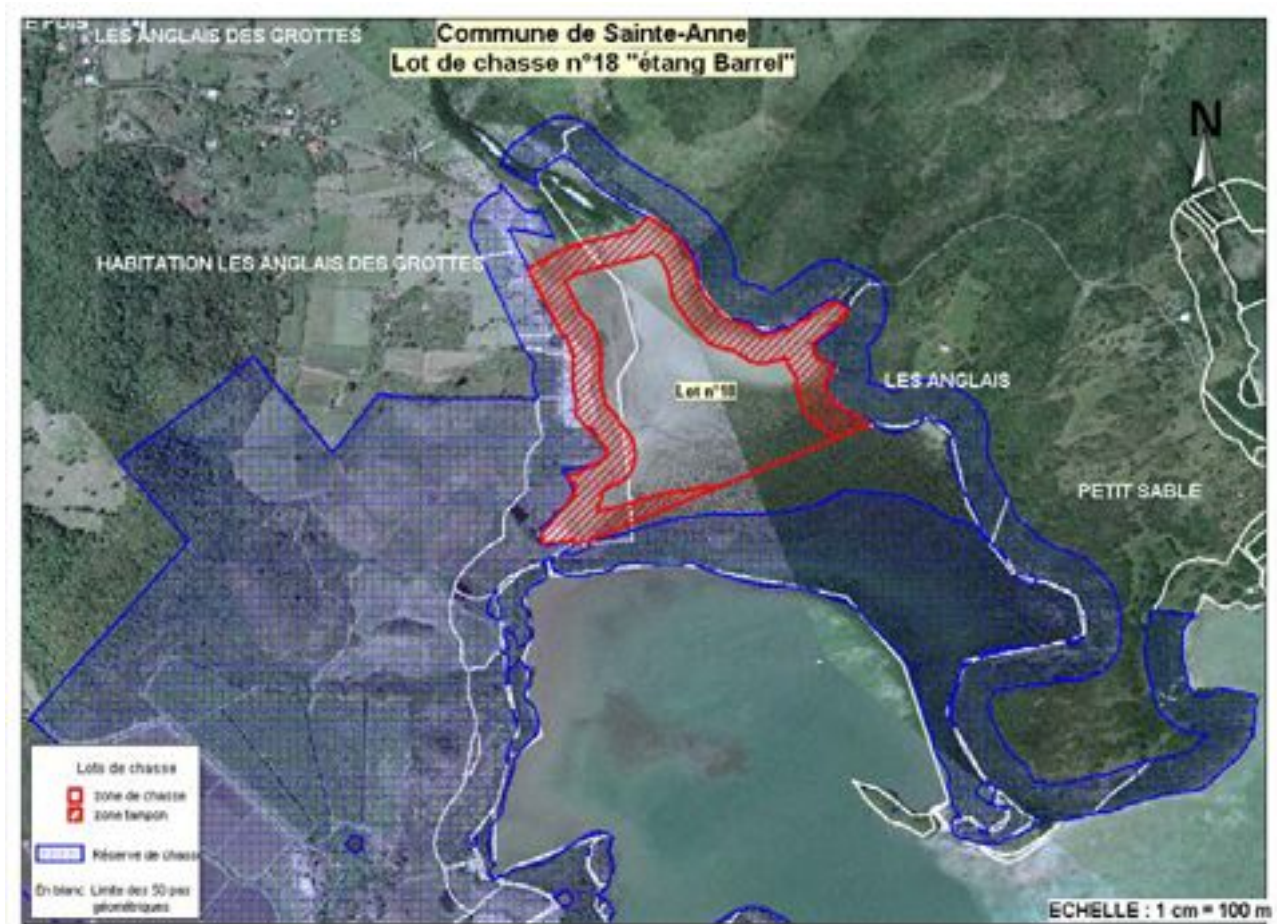 E POIS
LES ANGLAIS DES GROTTES
Commune de Sainte-Anne
Lot de chasse n°18 "étang Barrel"
N
HABITATION LES ANGLAIS DES GROTTES
Lot n°18
LES ANGLAIS
PETIT SABLE
Lots de chasse
zone de chasse
zone tampon
Réserve de chasse
En blanc Limite des 50 pas
géométriques
ECHELLE : 1 cm = 100 m